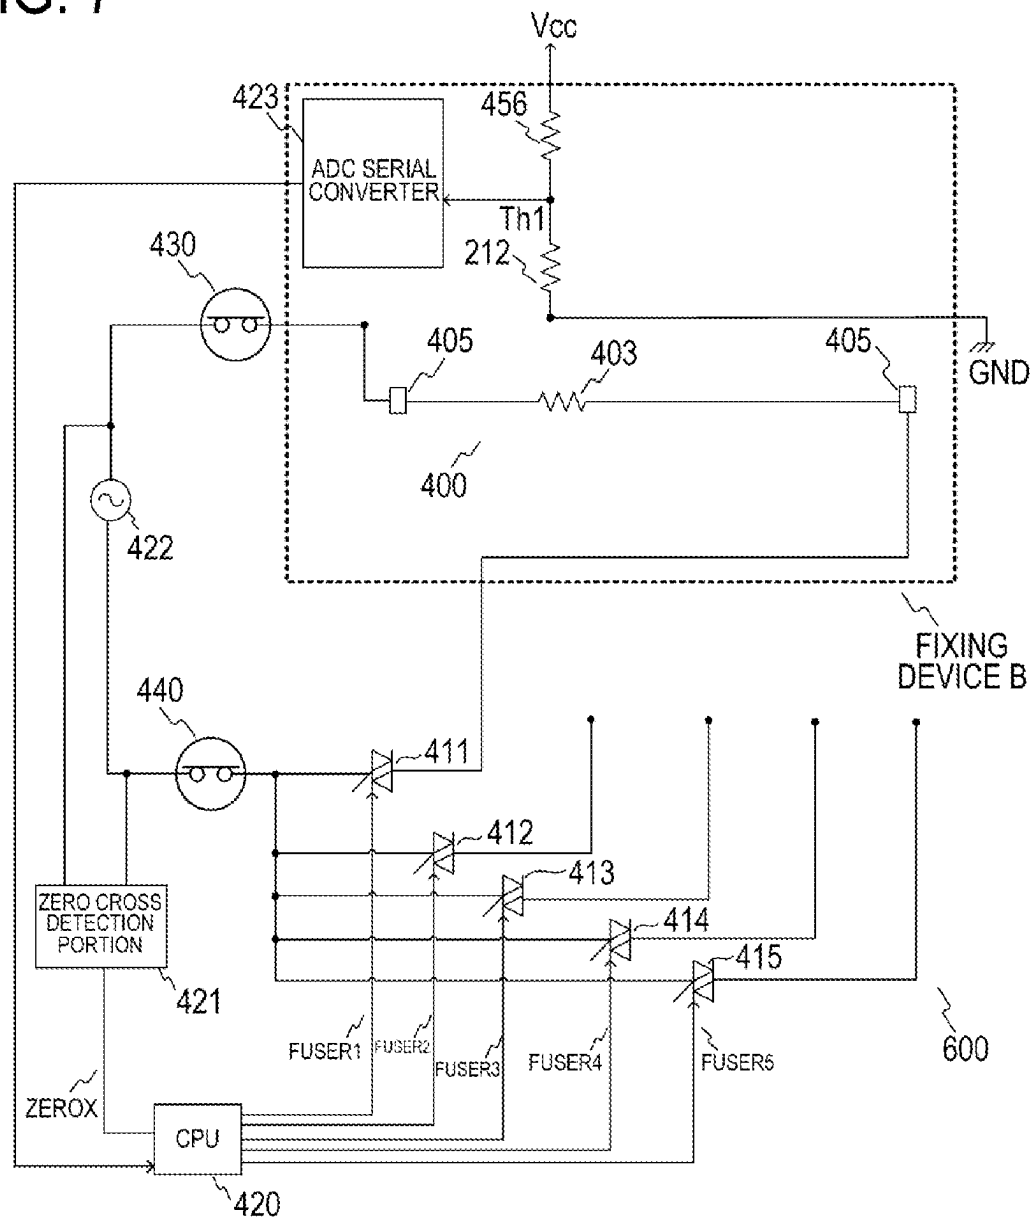 Vcc
423
456
ADC SERIAL
CONVERTER
Th1
430
212
405
403
405
GND
400
422
FIXING
DEVICE B
440
411
412
413
ZERO CROSS
DETECTION
PORTION
414
415
421
FUSER1
FUSER2
FUSER3
FUSER4
FUSER5
600
ZEROX
CPU
420